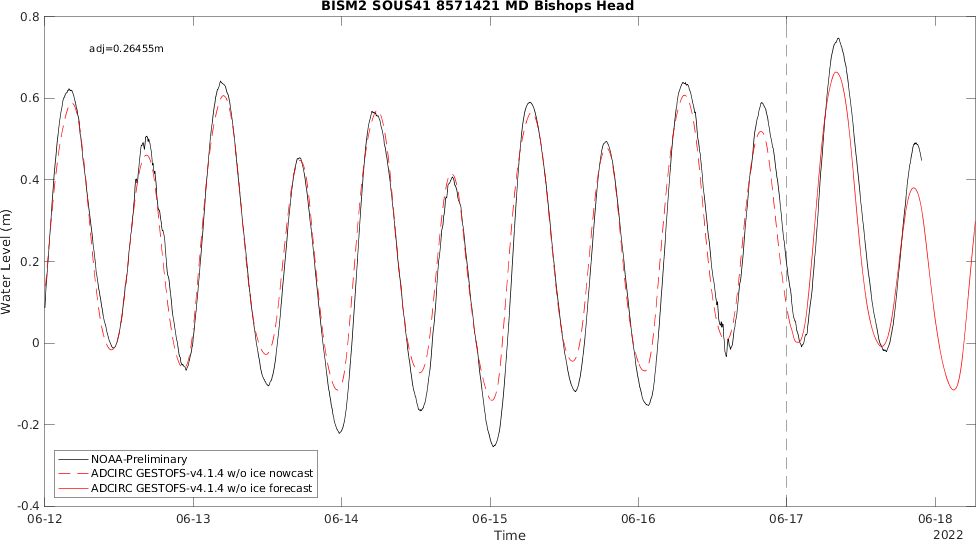 BISM2 SOUS41 8571421 MD Bishops Head
adj=0.26455m
0.8
0.6
0.4
0.2
0
-0.2
-0.4
Water Level (m)
NOAA-Preliminary
ADCIRC GESTOFS-v4.1.4 w/o ice nowcast
ADCIRC GESTOFS-v4.1.4 w/o ice forecast
06-12 06-13 06-14 06-15 06-16 06-17 06-18
Time
2022